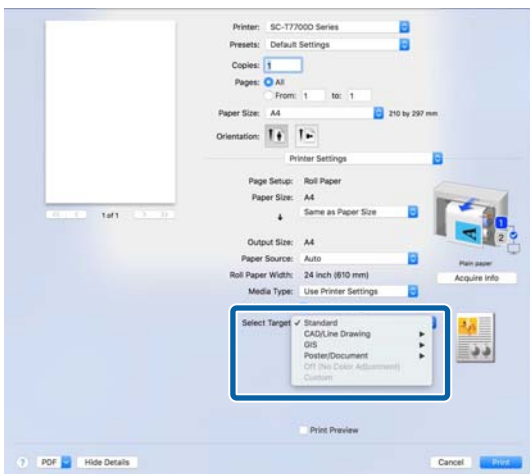 Printer: SC-T7700D Series
Presets: Default Settings
Copies: 1
Pages: All
From: 1 to: 1
Paper Size: A4 210 by 297 mm
Orientation:
Printer Settings
Page Setup: Roll Paper
Paper Size: A4
Same as Paper Size
Output Size: A4
Paper Source: Auto
Roll Paper Width: 24 inch (610 mm)
Media Type: Use Printer Settings
1 of 1
1
2
Plain paper
Acquire Info
Select Target ✓ Standard
CAD/Line Drawing
GIS
Poster/Document
Off (No Color Adjustment)
Custom
Print Preview
? PDF Hide Details Cancel Print